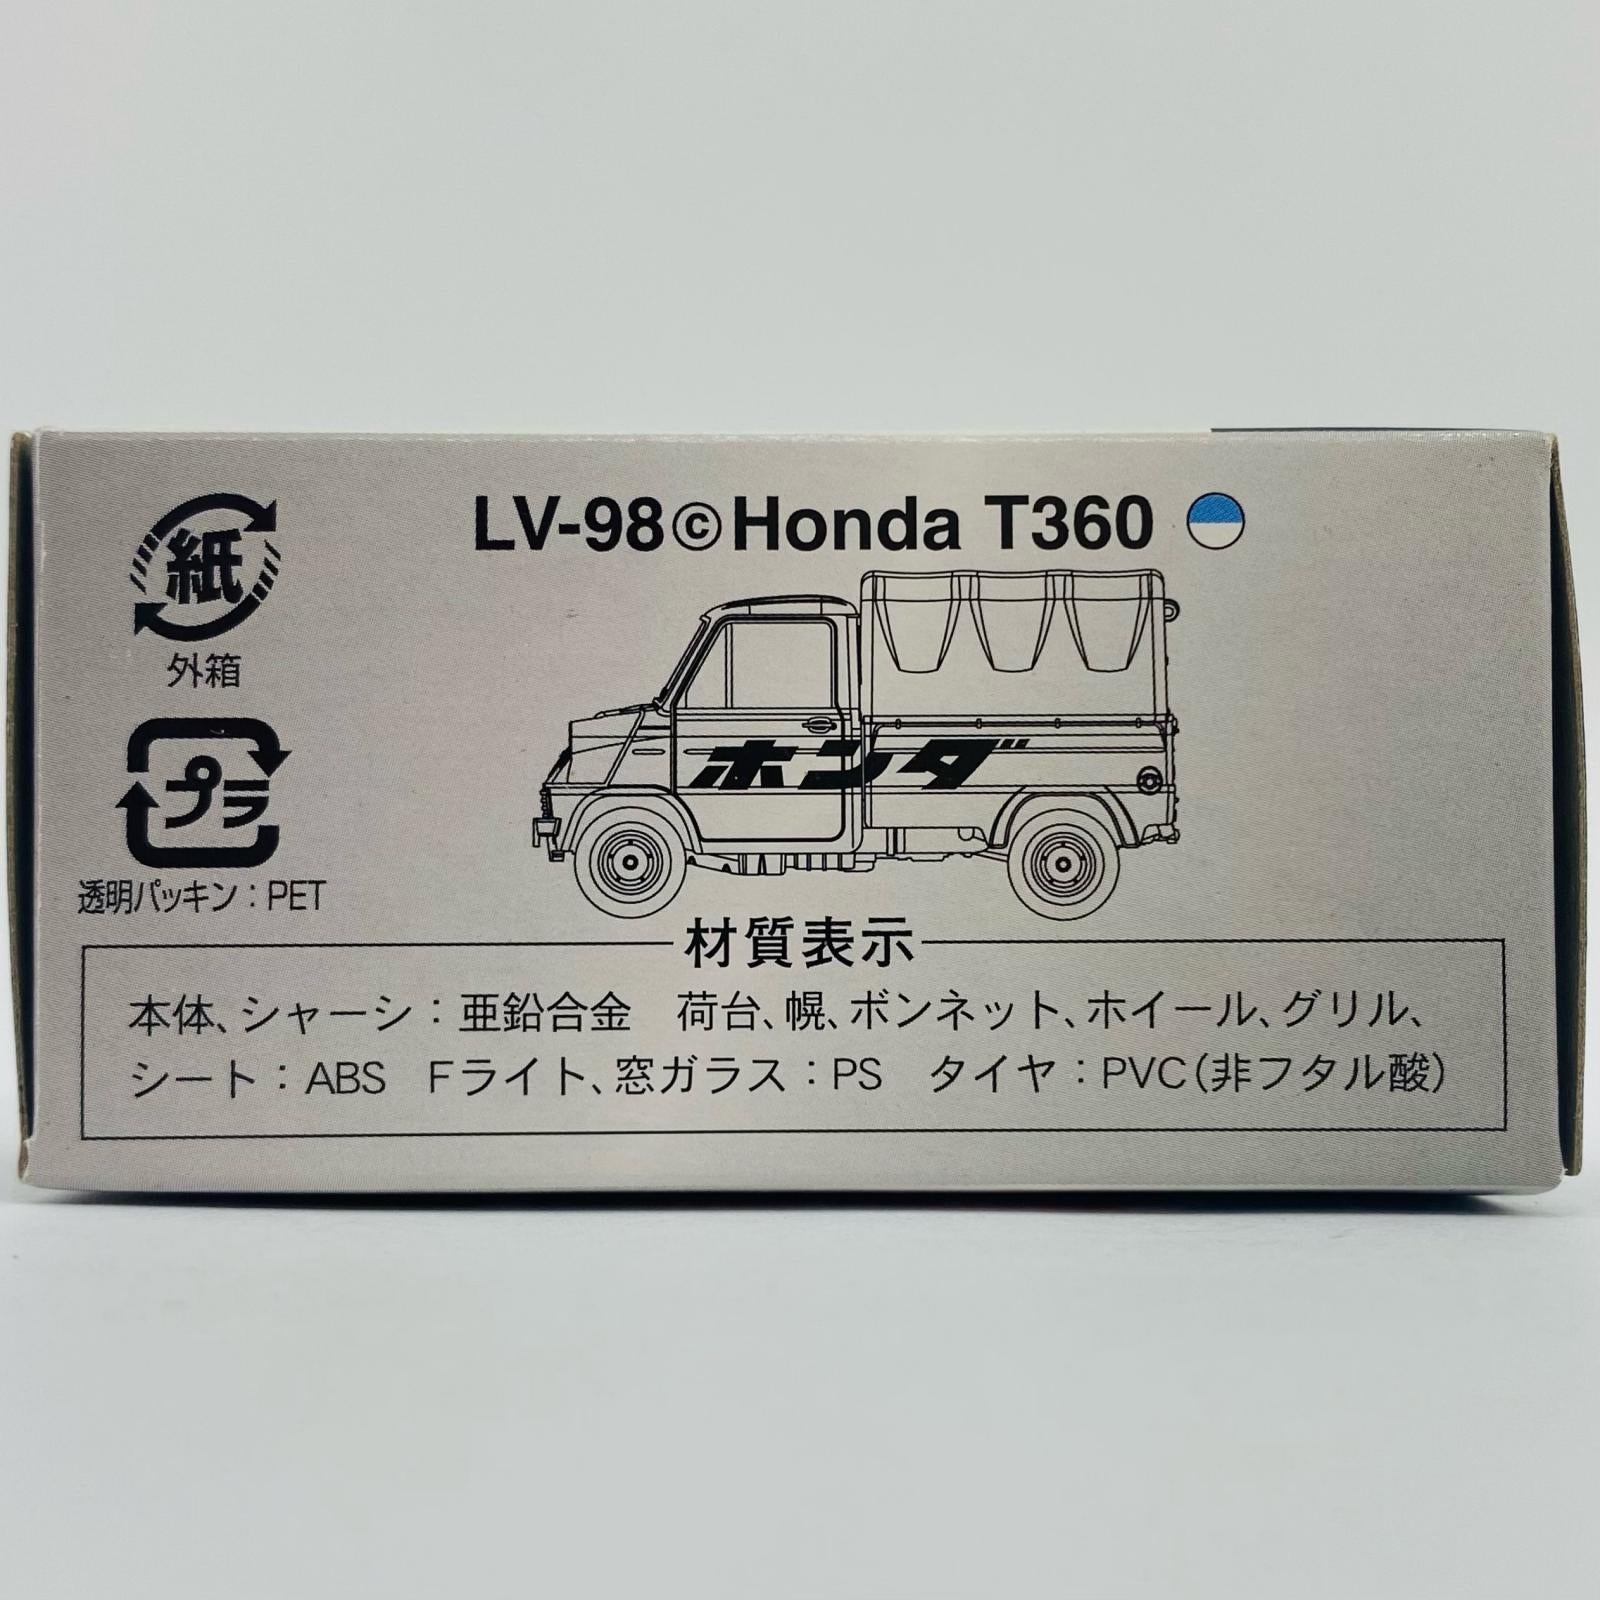 LV-98ⓒHonda T360
紙
外箱
プラ
透明パッキン：PET
ホンダ
材質表示
本体、シャーシ：亜鉛合金　荷台、幌、ボンネット、ホイール、グリル、
シート：ABS　Fライト、窓ガラス：PS　タイヤ：PVC（非フタル酸）